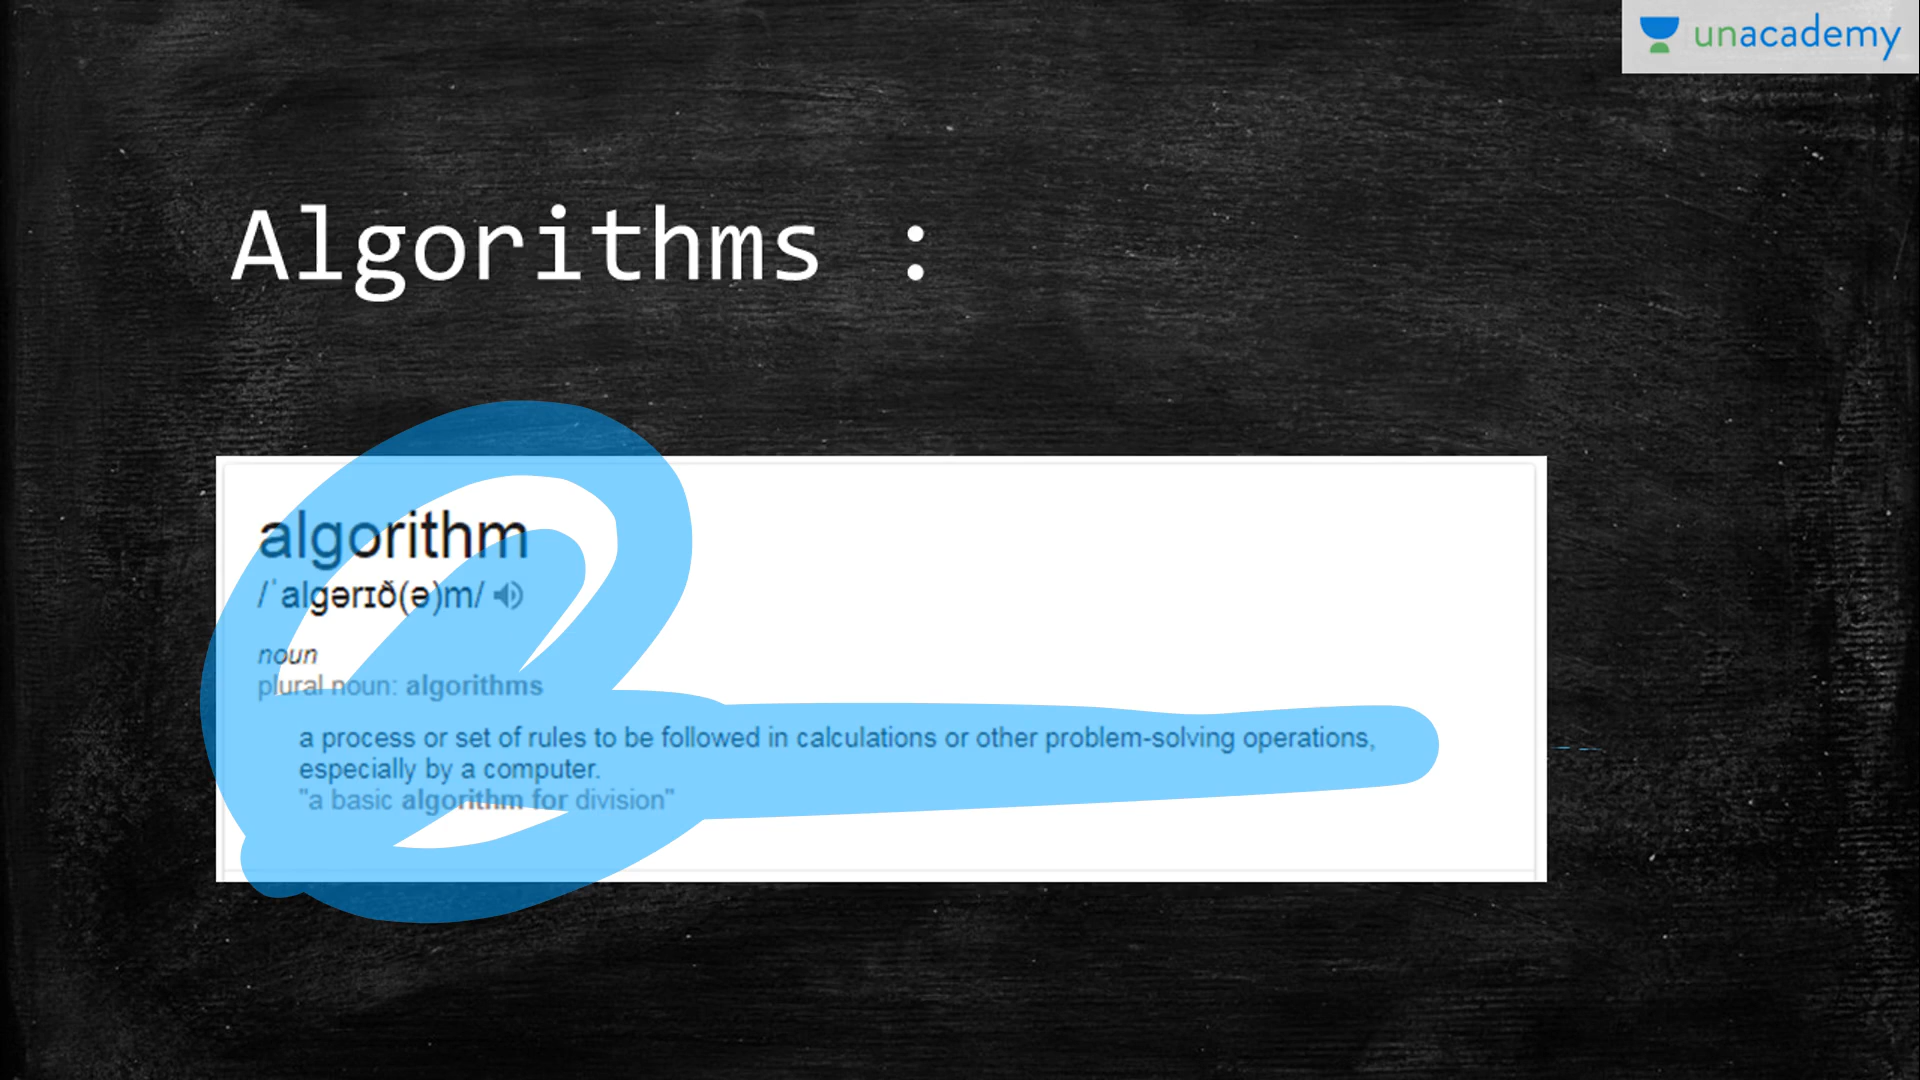 unacademy
Algorithms :
algorithm
/ˈalɡərɪð(ə)m/
noun
plural noun: algorithms
a process or set of rules to be followed in calculations or other problem-solving operations,
especially by a computer.
"a basic algorithm for division"